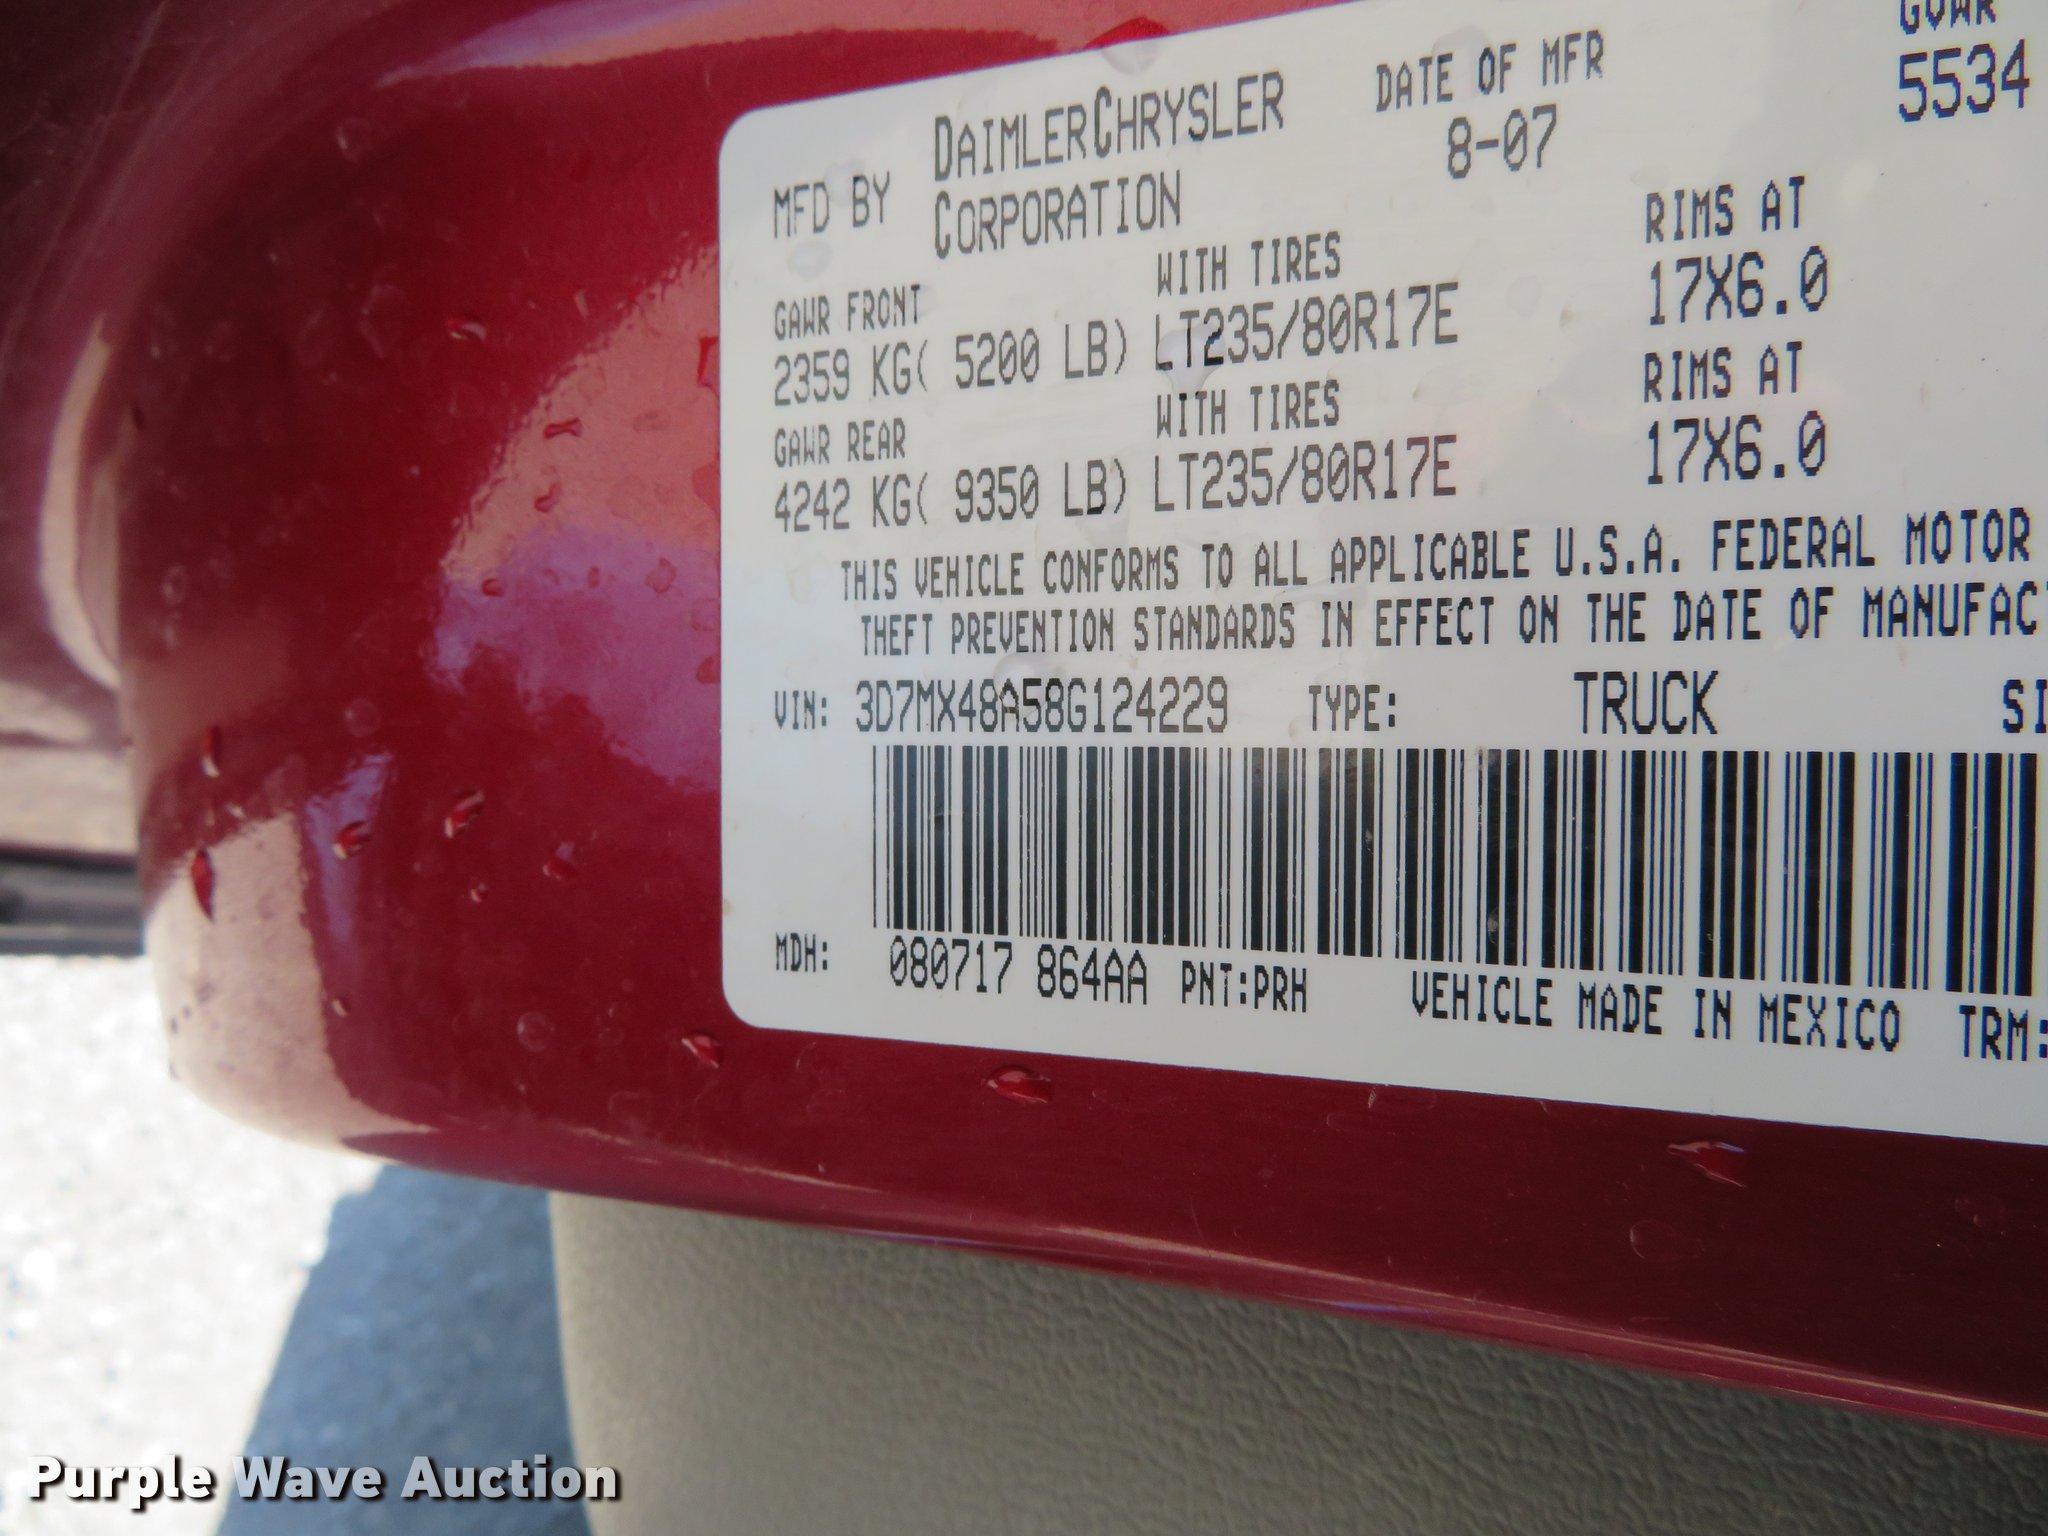 MFD BY DAIMLERCHRYSLER CORPORATION
DATE OF MFR 8-07
GVWR 5534
GAWR FRONT WITH TIRES RIMS AT
2359 KG( 5200 LB) LT235/80R17E 17X6.0
GAWR REAR WITH TIRES RIMS AT
4242 KG( 9350 LB) LT235/80R17E 17X6.0
THIS VEHICLE CONFORMS TO ALL APPLICABLE U.S.A. FEDERAL MOTOR
THEFT PREVENTION STANDARDS IN EFFECT ON THE DATE OF MANUFAC
VIN: 3D7MX48A58G124229 TYPE: TRUCK SI
MDH: 080717 864AA PNT:PRH VEHICLE MADE IN MEXICO TRM:
Purple Wave Auction